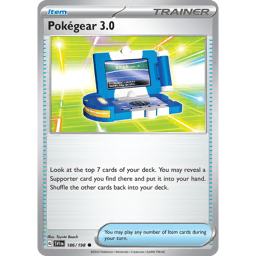 Item
TRAINER
Pokégear 3.0
Look at the top 7 cards of your deck. You may reveal a
Supporter card you find there and put it into your hand.
Shuffle the other cards back into your deck.
Illus. Toyste Beach
186/198
You may play any number of Item cards during
your turn.